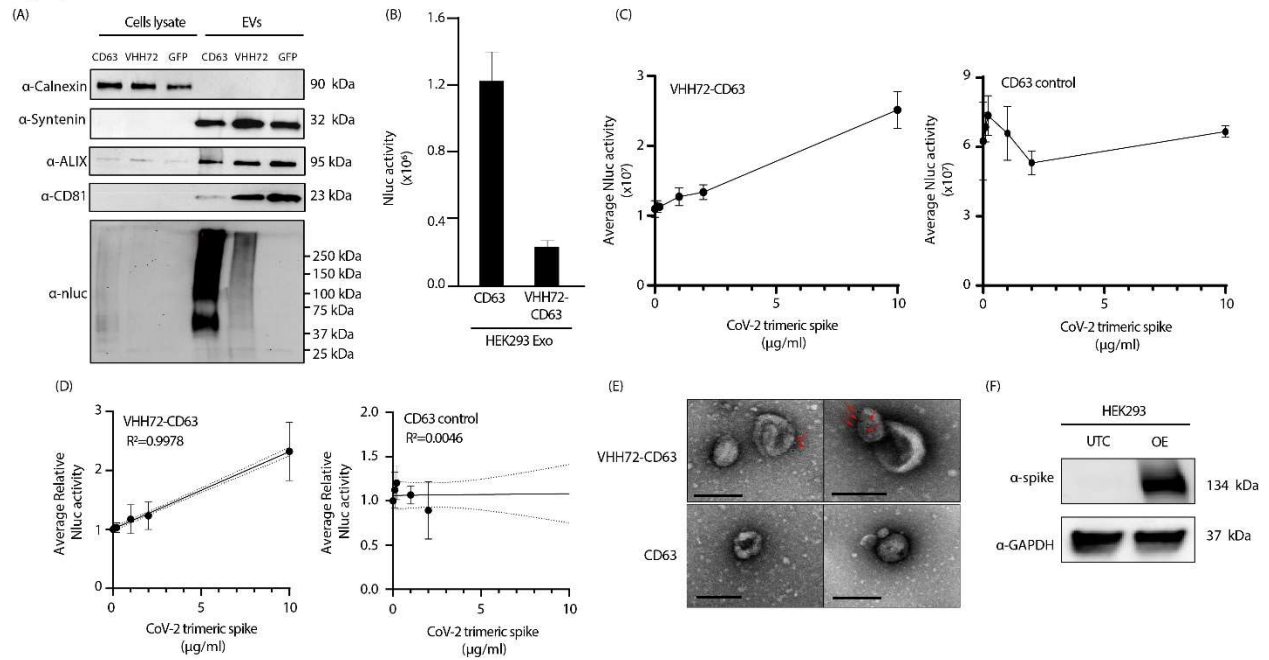 (A)
Cells lysate EVs
CD63 VHH72 GFP CD63 VHH72 GFP
α-Calnexin 90 kDa
α-Syntenin 32 kDa
α-ALIX 95 kDa
α-CD81 23 kDa
α-nluc
250 kDa
150 kDa
100 kDa
75 kDa
37 kDa
25 kDa
(B)
1.6
1.2
0.8
0.4
0.0
Nluc activity
(x10⁶)
CD63 VHH72-
CD63
HEK293 Exo
(C)
VHH72-CD63
3
2
1
0
Average Nluc activity
(x10⁷)
0 5 10
CoV-2 trimeric spike
(µg/ml)
CD63 control
9
6
3
0
Average Nluc activity
(x10⁷)
0 5 10
CoV-2 trimeric spike
(µg/ml)
(D)
VHH72-CD63
R²=0.9978
3
2
1
0
Average Relative
Nluc activity
0 5 10
CoV-2 trimeric spike
(µg/ml)
CD63 control
R²=0.0046
2.0
1.5
1.0
0.5
0.0
Average Relative
Nluc activity
0 5 10
CoV-2 trimeric spike
(µg/ml)
(E)
VHH72-CD63
CD63
(F)
HEK293
UTC OE
α-spike 134 kDa
α-GAPDH 37 kDa